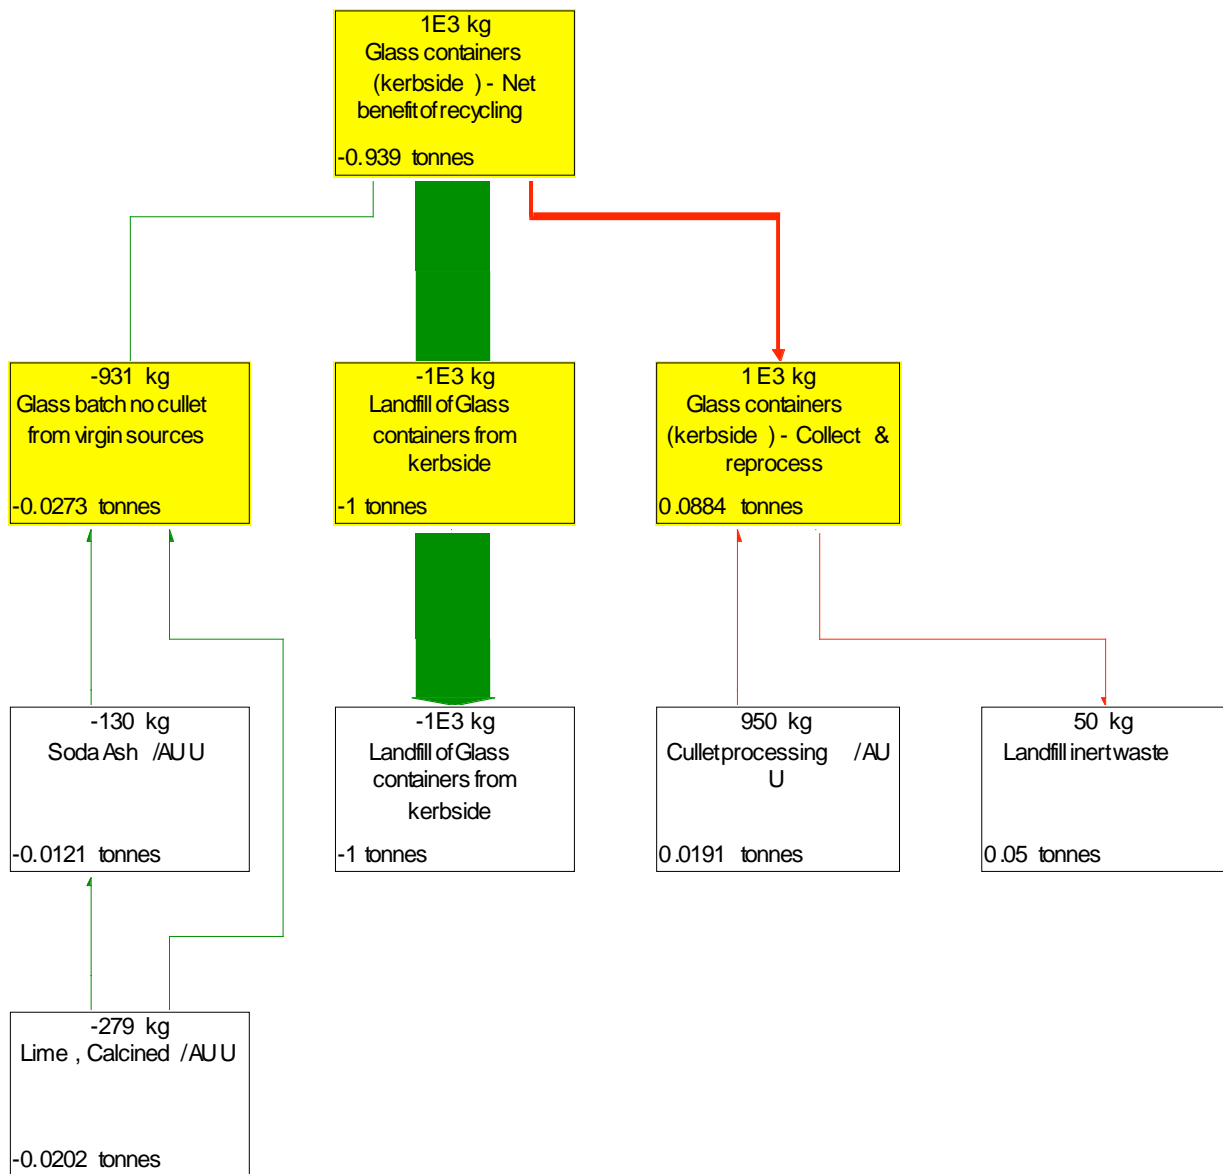 1E3 kg
Glass containers
(kerbside ) - Net
benefit of recycling
-0.939 tonnes
-931 kg
Glass batch no cullet
from virgin sources
-0.0273 tonnes
-1E3 kg
Landfill of Glass
containers from
kerbside
-1 tonnes
1E3 kg
Glass containers
(kerbside ) - Collect &
reprocess
0.0884 tonnes
-130 kg
Soda Ash /AU U
-0.0121 tonnes
-1E3 kg
Landfill of Glass
containers from
kerbside
-1 tonnes
950 kg
Cullet processing /AU
U
0.0191 tonnes
50 kg
Landfill inert waste
0.05 tonnes
-279 kg
Lime , Calcined /AU U
-0.0202 tonnes